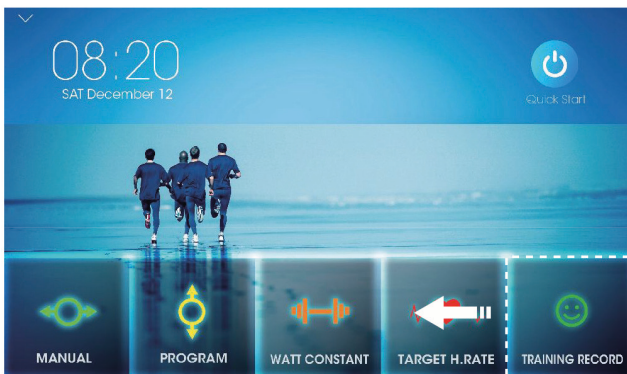 08:20
SAT December 12
Quick Start
MANUAL
PROGRAM
WATT CONSTANT
TARGET H.RATE
TRAINING RECORD